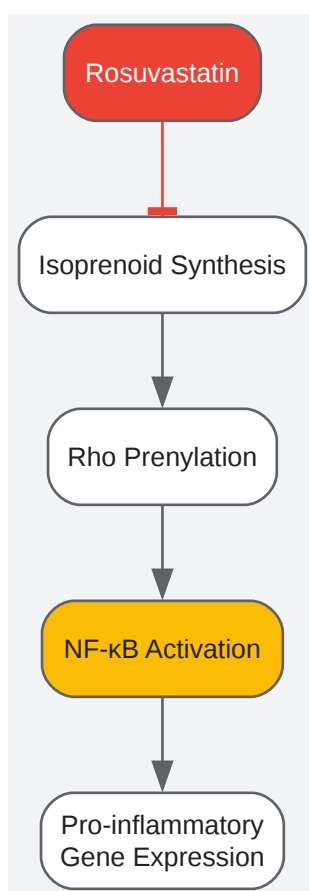 Rosuvastatin
Isoprenoid Synthesis
Rho Prenylation
NF-κB Activation
Pro-inflammatory
Gene Expression